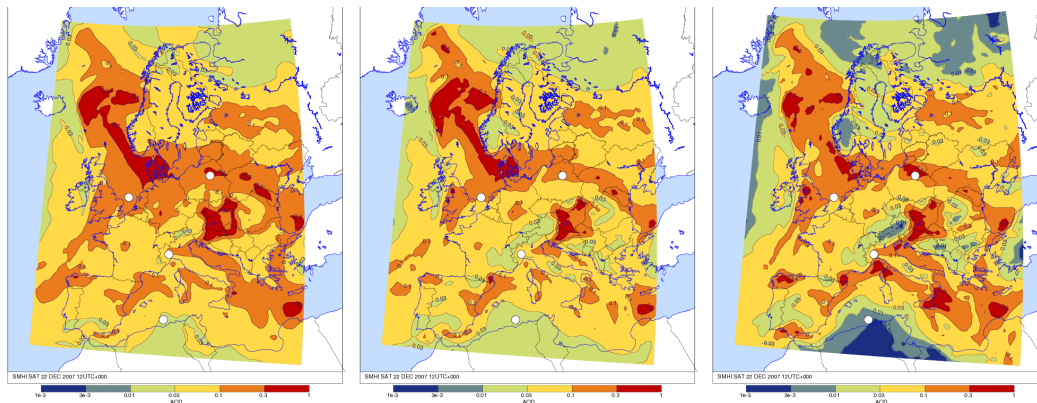 SMHI SAT 22 DEC 2007 12UTC+000
1e-3 3e-3 0.01 0.03 0.1 0.3 1
AOD
SMHI SAT 22 DEC 2007 12UTC+000
1e-3 3e-3 0.01 0.03 0.1 0.3 1
AOD
SMHI SAT 22 DEC 2007 12UTC+000
1e-3 3e-3 0.01 0.03 0.1 0.3 1
AOD